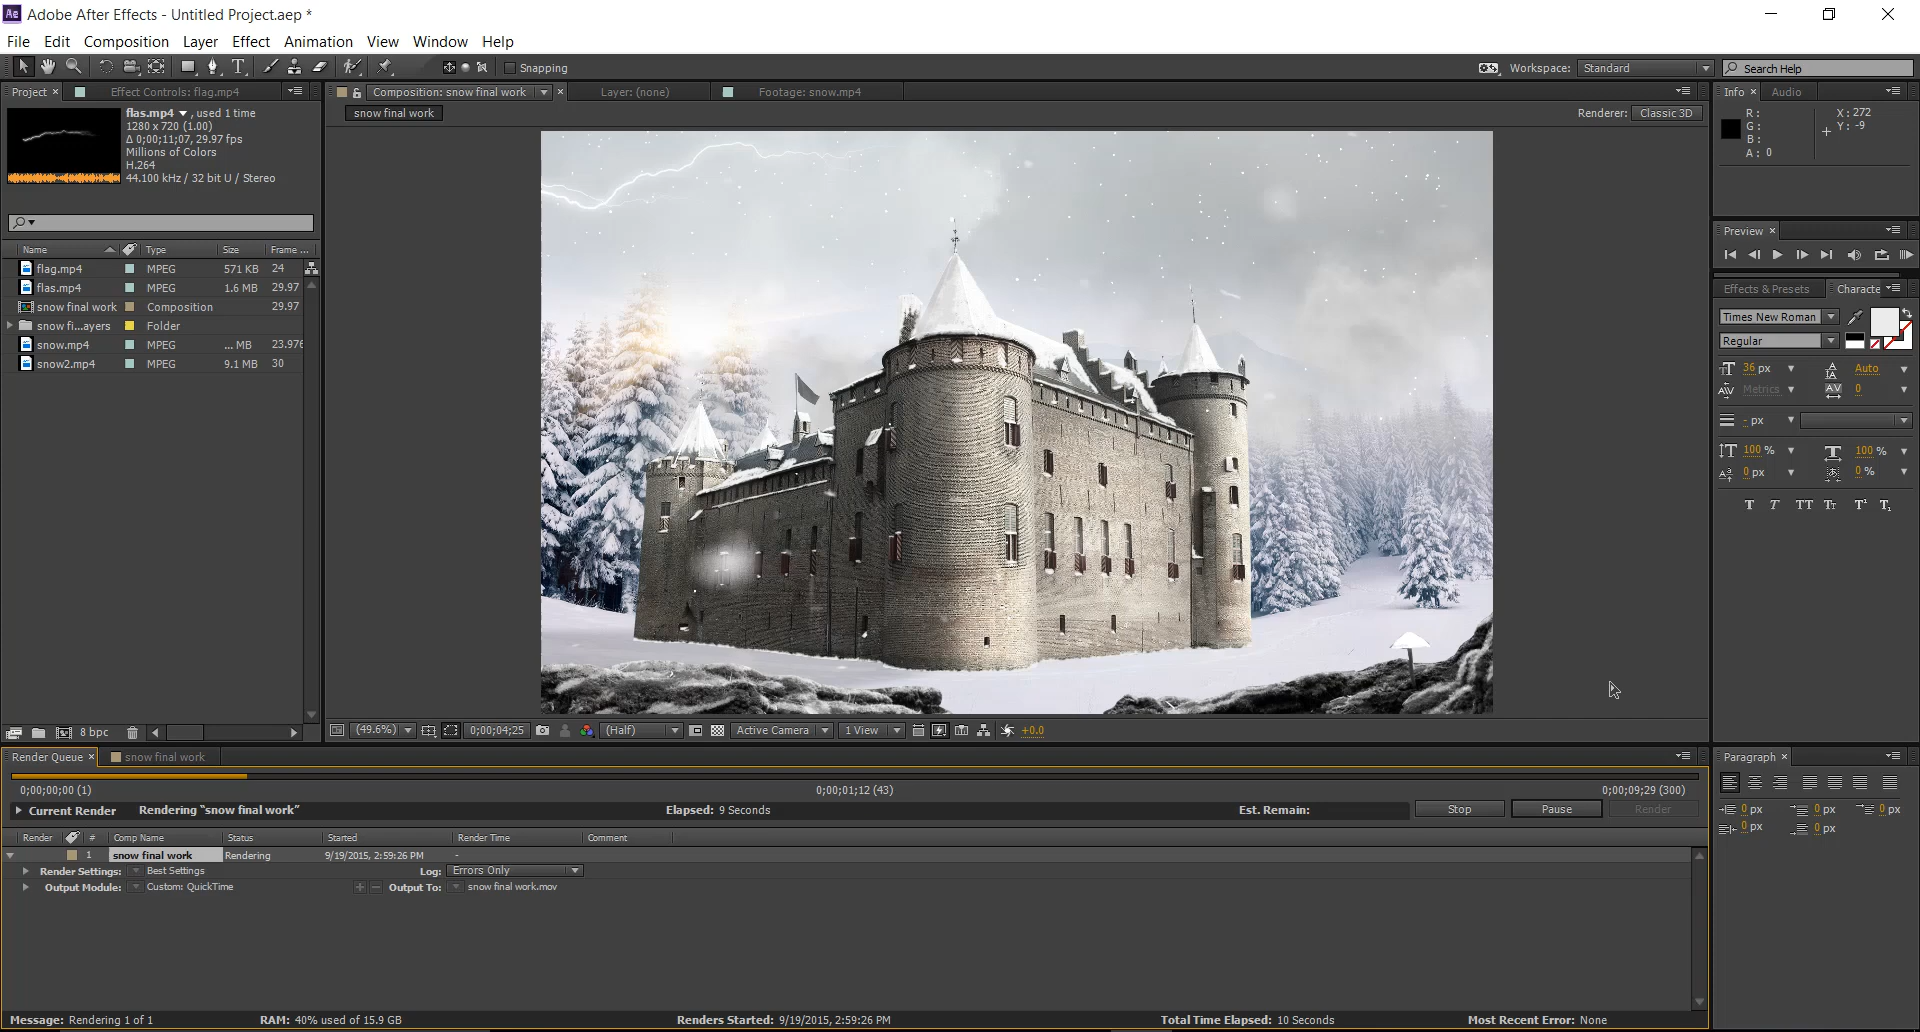 Adobe After Effects - Untitled Project.aep *
File Edit Composition Layer Effect Animation View Window Help
Snapping
Workspace: Standard
Search Help
Project
Effect Controls: flag.mp4
Composition: snow final work
Layer: (none)
Footage: snow.mp4
Info Audio
flas.mp4 , used 1 time
1280 x 720 (1.00)
Δ 0;00;11;07, 29.97 fps
Millions of Colors
H.264
44.100 kHz / 32 bit U / Stereo
snow final work
Renderer: Classic 3D
R:
G:
B:
A: 0
X: 272
Y: -9
Name Type Size Frame ...
flag.mp4 MPEG 571 KB 24
flas.mp4 MPEG 1.6 MB 29.97
snow final work Composition 29.97
snow fi...ayers Folder
snow.mp4 MPEG ... MB 23.976
snow2.mp4 MPEG 9.1 MB 30
Preview
Effects & Presets Characte
Times New Roman
Regular
36 px Auto
Metrics 0
- px
100 % 100 %
0 px 0 %
T T TT Tt T¹ T₁
8 bpc
(49.6%) 0;00;04;25 (Half) Active Camera 1 View +0.0
Render Queue snow final work
Paragraph
0 px 0 px 0 px
0 px 0 px
0;00;00;00 (1) 0;00;01;12 (43) 0;00;09;29 (300)
Current Render Rendering "snow final work" Elapsed: 9 Seconds Est. Remain: Stop Pause Render
Render # Comp Name Status Started Render Time Comment
1 snow final work Rendering 9/19/2015, 2:59:26 PM -
Render Settings: Best Settings Log: Errors Only
Output Module: Custom: QuickTime Output To: snow final work.mov
Message: Rendering 1 of 1 RAM: 40% used of 15.9 GB Renders Started: 9/19/2015, 2:59:26 PM Total Time Elapsed: 10 Seconds Most Recent Error: None